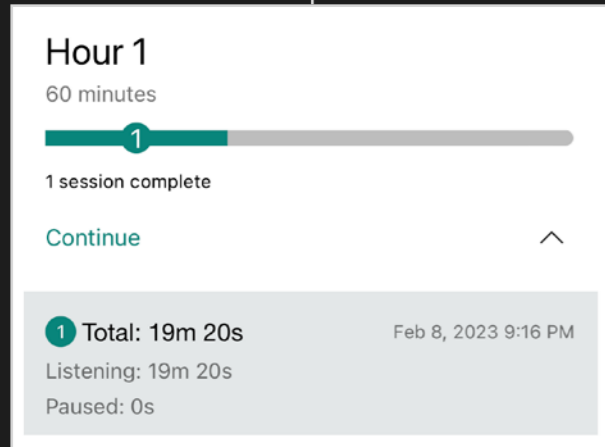 Hour 1
60 minutes
1
1 session complete
Continue
1 Total: 19m 20s Feb 8, 2023 9:16 PM
Listening: 19m 20s
Paused: 0s